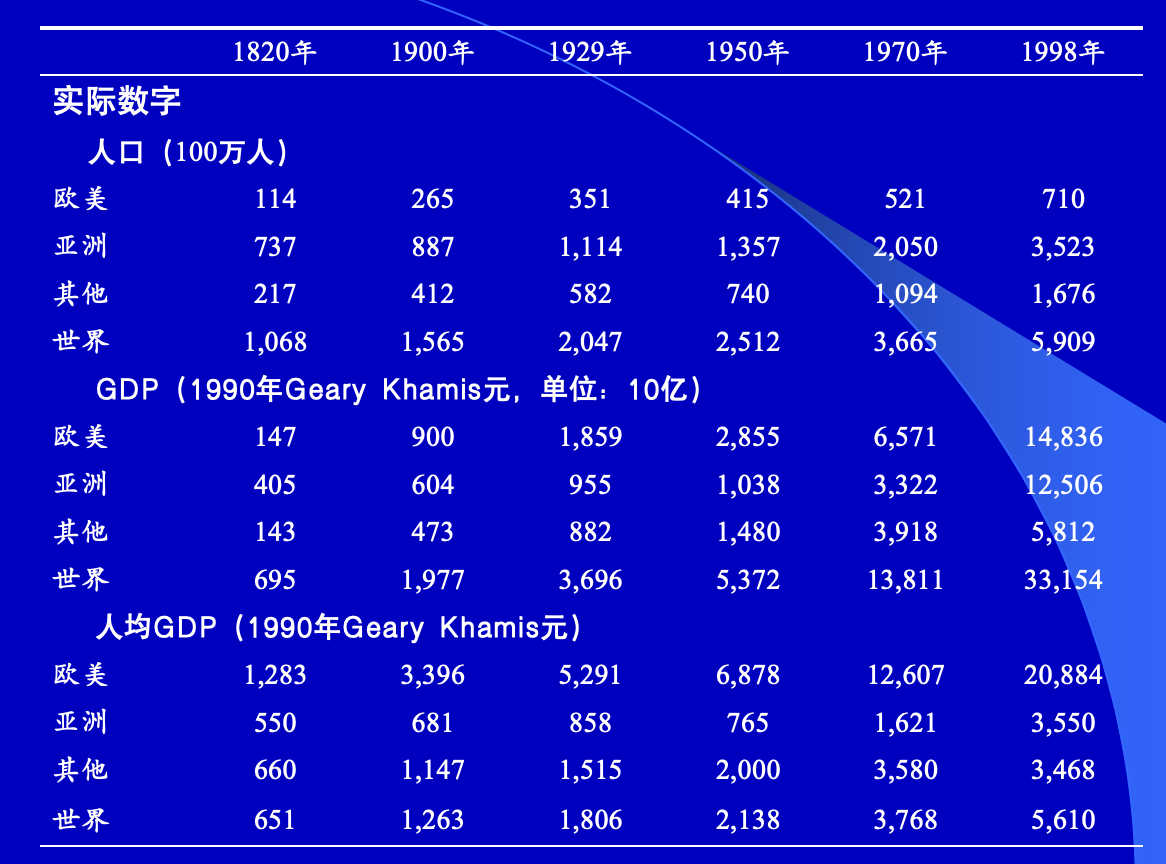 1820年 1900年 1929年 1950年 1970年 1998年
实际数字
人口（100万人）
欧美 114 265 351 415 521 710
亚洲 737 887 1,114 1,357 2,050 3,523
其他 217 412 582 740 1,094 1,676
世界 1,068 1,565 2,047 2,512 3,665 5,909
GDP（1990年Geary Khamis元，单位：10亿）
欧美 147 900 1,859 2,855 6,571 14,836
亚洲 405 604 955 1,038 3,322 12,506
其他 143 473 882 1,480 3,918 5,812
世界 695 1,977 3,696 5,372 13,811 33,154
人均GDP（1990年Geary Khamis元）
欧美 1,283 3,396 5,291 6,878 12,607 20,884
亚洲 550 681 858 765 1,621 3,550
其他 660 1,147 1,515 2,000 3,580 3,468
世界 651 1,263 1,806 2,138 3,768 5,610